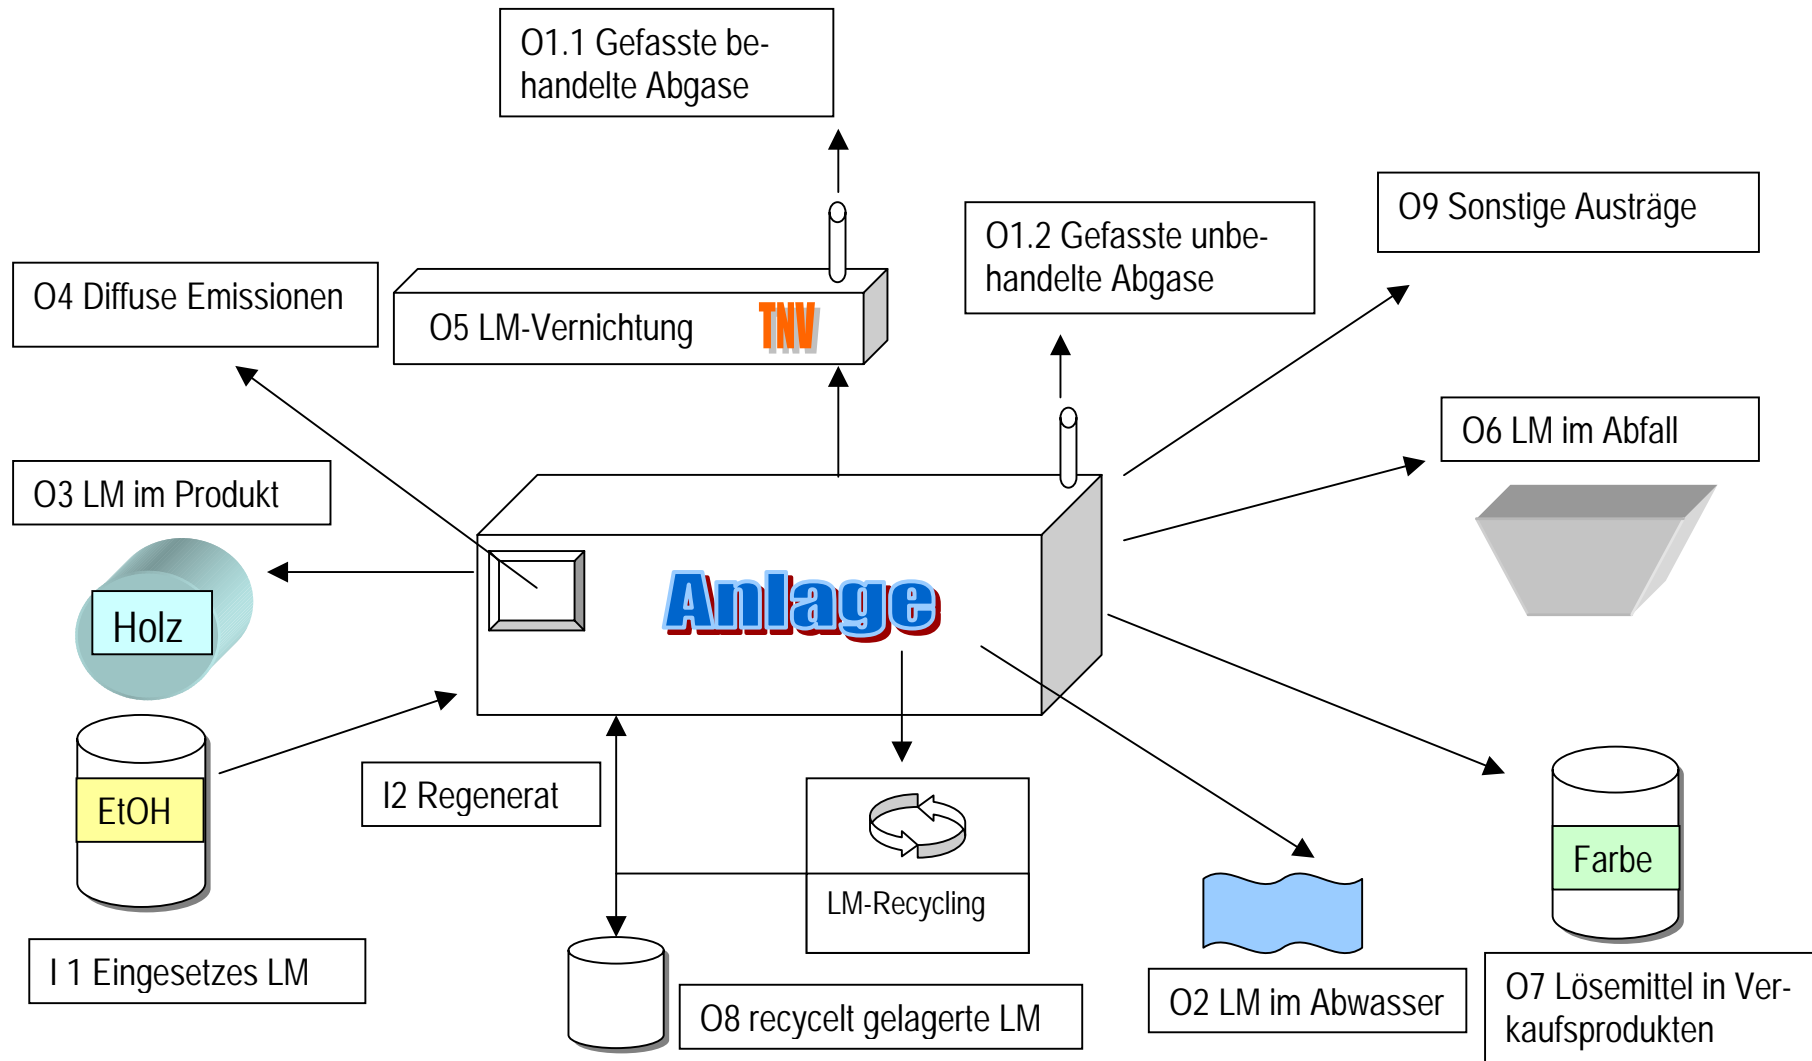 O1.1 Gefasste be-
handelte Abgase
O9 Sonstige Austräge
O1.2 Gefasste unbe-
handelte Abgase
O4 Diffuse Emissionen
O5 LM-Vernichtung TNV
O6 LM im Abfall
O3 LM im Produkt
Anlage
Holz
I2 Regenerat
EtOH
Farbe
LM-Recycling
I 1 Eingesetzes LM
O2 LM im Abwasser
O7 Lösemittel in Ver-
kaufsprodukten
O8 recycelt gelagerte LM